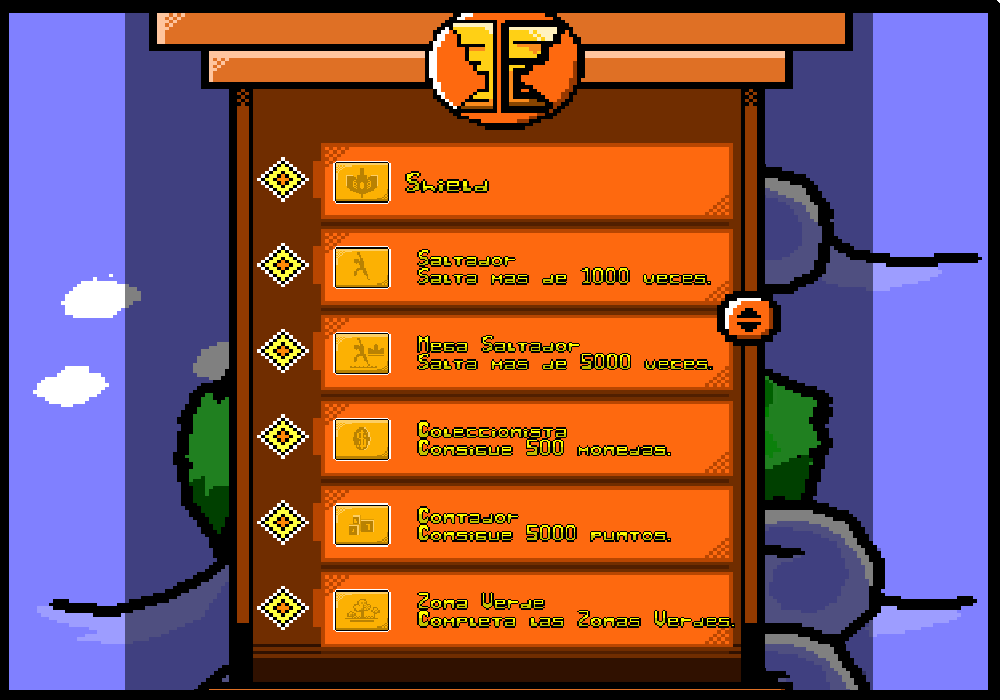 Shield
Saltador
Salta mas de 1000 veces.
Mega Saltador
Salta mas de 5000 veces.
Coleccionista
Consigue 500 monedas.
Contador
Consigue 5000 puntos.
Zona Verde
Completa las Zonas Verdes.